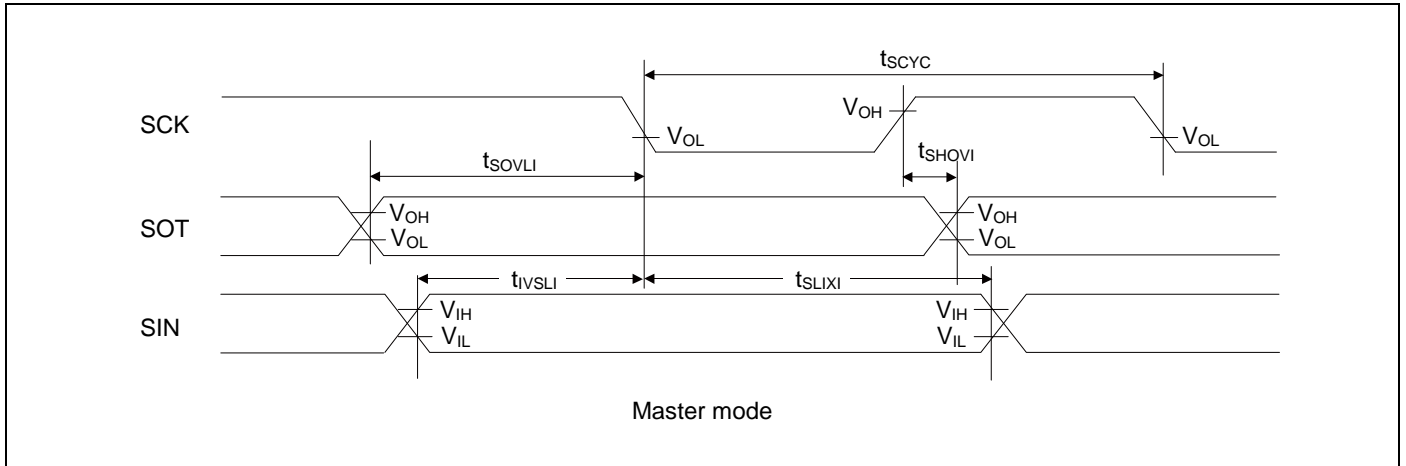 tSCYC
SCK
VOH
VOL
VOL
tSHOVI
tSOVLI
SOT
VOH
VOL
VOH
VOL
tIVSLI
tSLIXI
SIN
VIH
VIL
VIH
VIL
Master mode